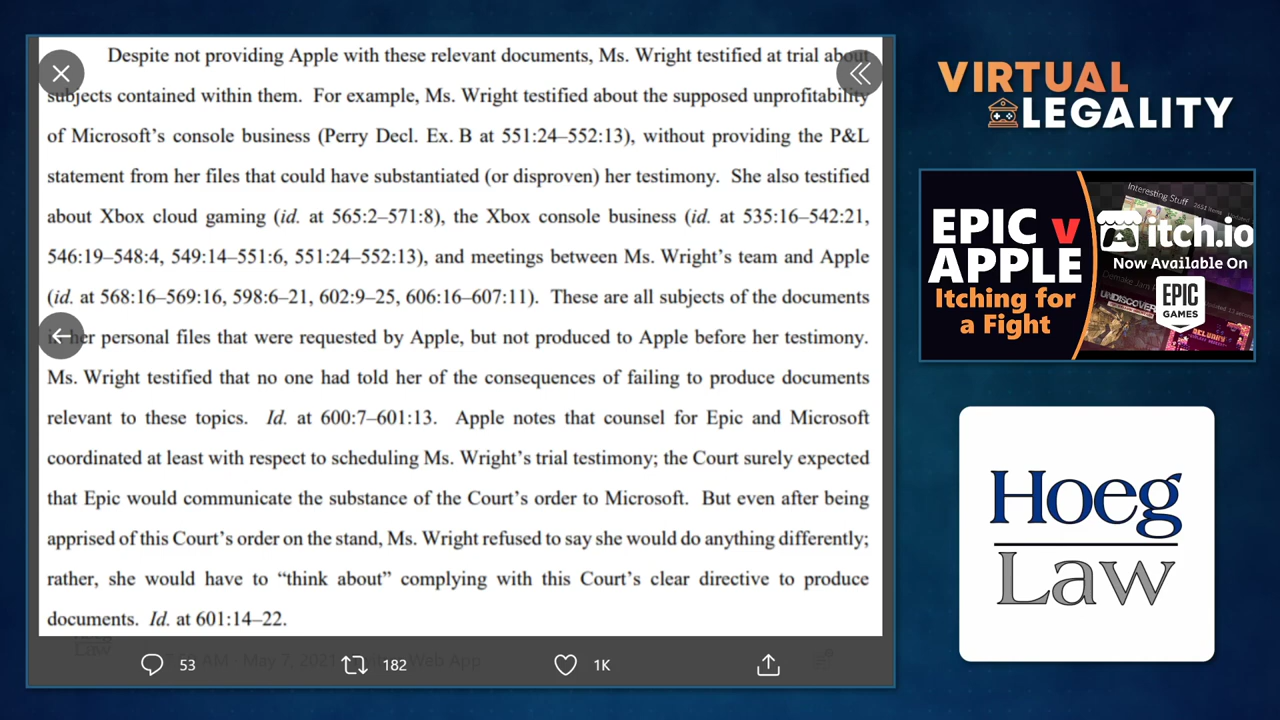 Despite not providing Apple with these relevant documents, Ms. Wright testified at trial about
subjects contained within them. For example, Ms. Wright testified about the supposed unprofitability
of Microsoft's console business (Perry Decl. Ex. B at 551:24–552:13), without providing the P&L
statement from her files that could have substantiated (or disproven) her testimony. She also testified
about Xbox cloud gaming (id. at 565:2–571:8), the Xbox console business (id. at 535:16–542:21,
546:19–548:4, 549:14–551:6, 551:24–552:13), and meetings between Ms. Wright's team and Apple
(id. at 568:16–569:16, 598:6–21, 602:9–25, 606:16–607:11). These are all subjects of the documents
her personal files that were requested by Apple, but not produced to Apple before her testimony.
Ms. Wright testified that no one had told her of the consequences of failing to produce documents
relevant to these topics. Id. at 600:7–601:13. Apple notes that counsel for Epic and Microsoft
coordinated at least with respect to scheduling Ms. Wright's trial testimony; the Court surely expected
that Epic would communicate the substance of the Court's order to Microsoft. But even after being
apprised of this Court's order on the stand, Ms. Wright refused to say she would do anything differently;
rather, she would have to “think about” complying with this Court's clear directive to produce
documents. Id. at 601:14–22.
Law
AM · May 7, 2021 Web App
53
182
1K
VIRTUAL
LEGALITY
EPIC v
APPLE
Itching for
a Fight
Interesting Stuff
itch.io
Now Available On
EPIC
GAMES
Hoeg
Law